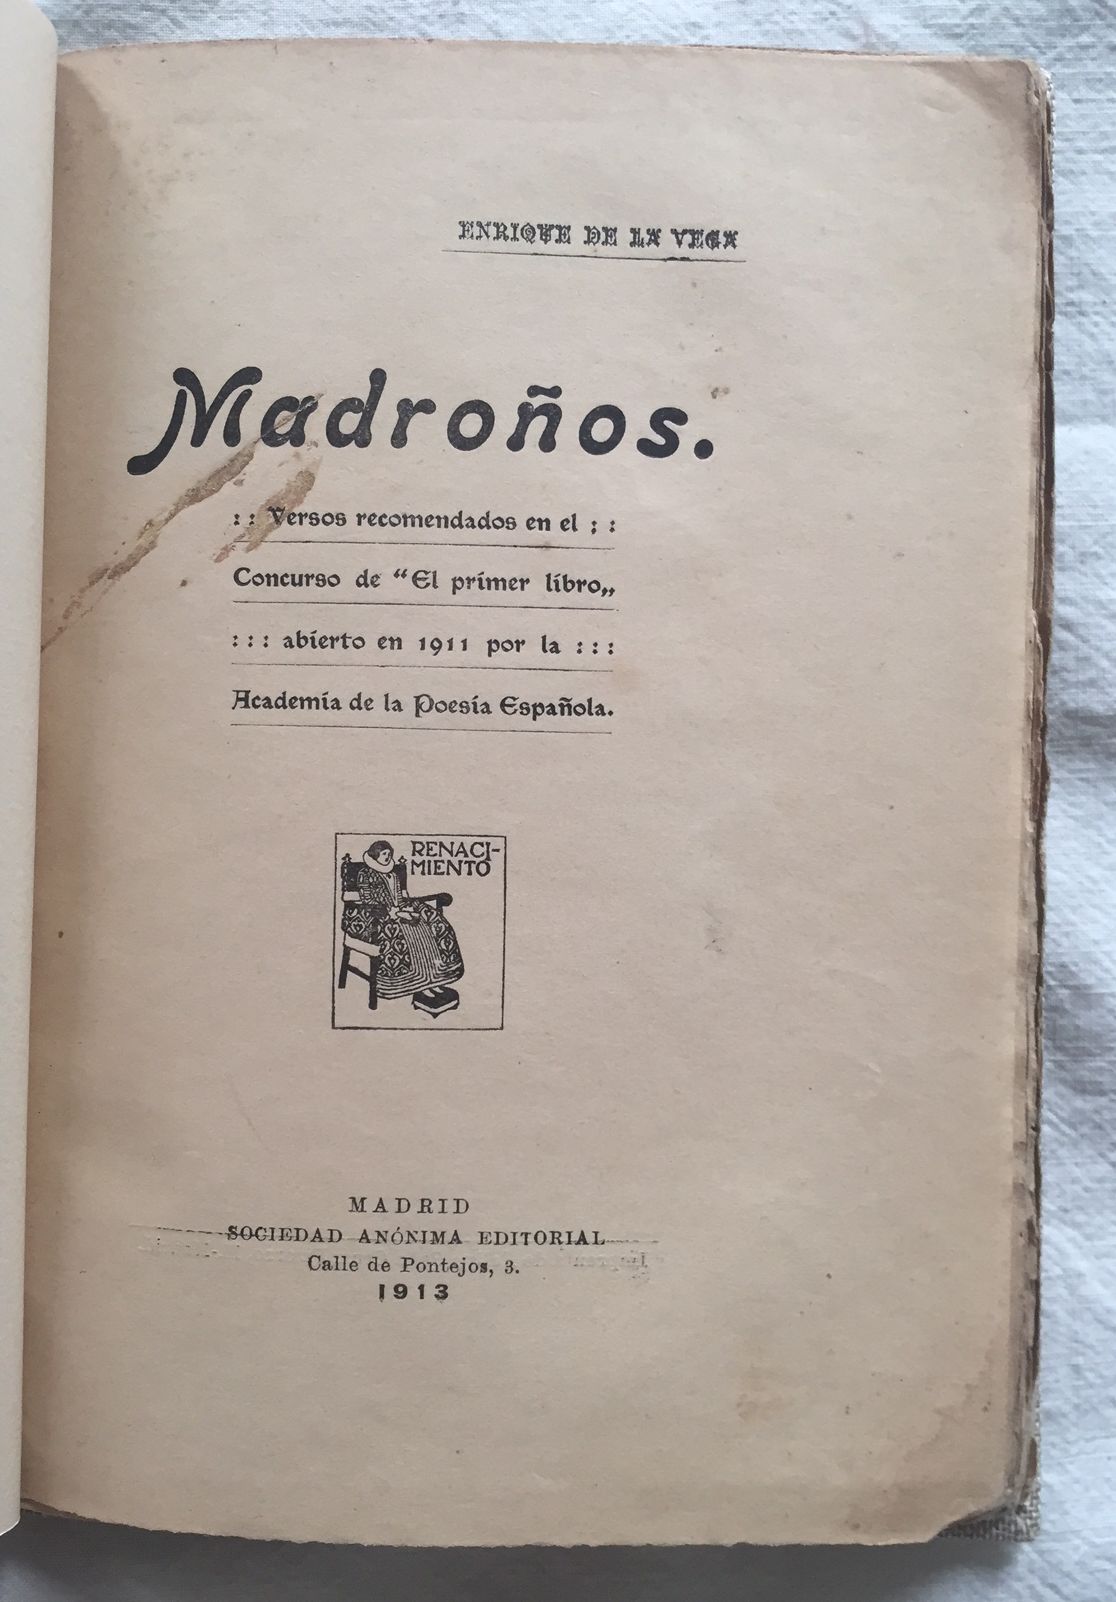 ENRIQUE DE LA VEGA
Madroños.
: : Versos recomendados en el ; :
Concurso de “El primer libro„
: : : abierto en 1911 por la : : :
Academia de la Poesía Española.
RENACI-
MIENTO
MADRID
SOCIEDAD ANÓNIMA EDITORIAL
Calle de Pontejos, 3.
1913